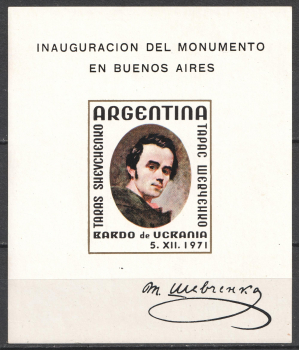 INAUGURACION DEL MONUMENTO
EN BUENOS AIRES
ARGENTINA
TARAS SHEVCHENKO
ТАРАС ШЕВЧЕНКО
BARDO de UCRANIA
5. XII. 1971
Т. Шевченко